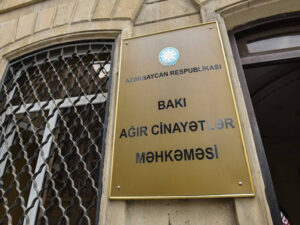 AZƏRBAYCAN RESPUBLİKASI
BAKI
AĞIR CİNAYƏTLƏR
MƏHKƏMƏSİ